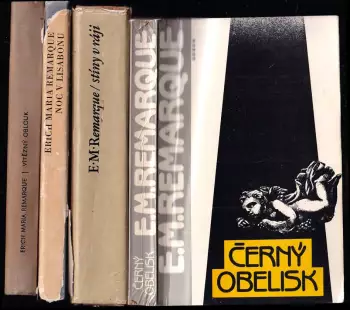 ERICH MARIA REMARQUE | VÍTĚZNÝ OBLOUK
ERICH MARIA REMARQUE
NOC V LISABONU
E·M·Remarque/stíny v ráji
E.M.REMARQUE
ČERNÝ
OBELISK
E.M.REMARQUE
ČERNÝ
OBELISK